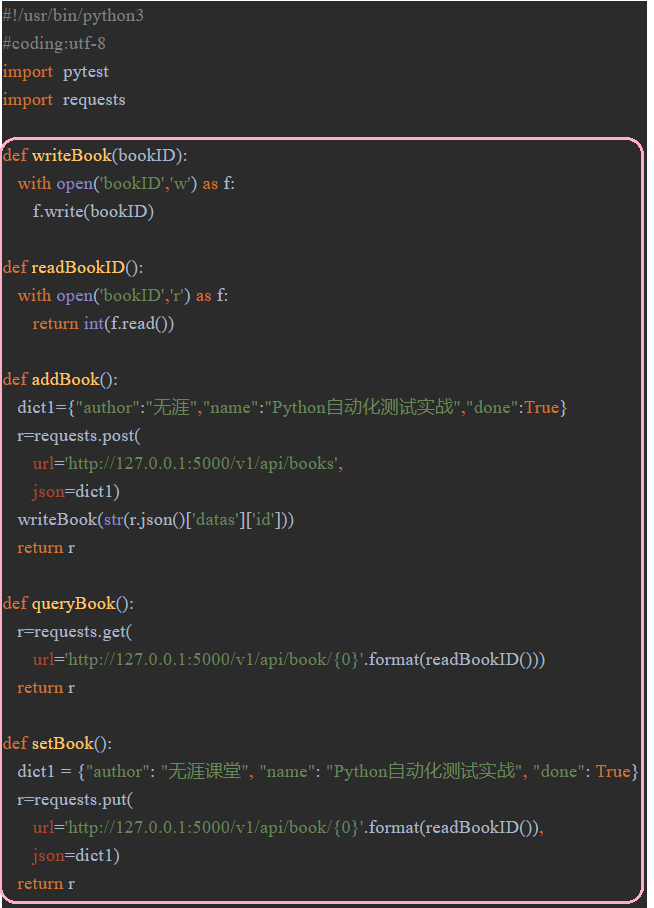 #!/usr/bin/python3
#coding:utf-8
import  pytest
import  requests
def writeBook(bookID):
with open('bookID','w') as f:
f.write(bookID)
def readBookID():
with open('bookID','r') as f:
return int(f.read())
def addBook():
dict1={"author":"无涯","name":"Python自动化测试实战","done":True}
r=requests.post(
url='http://127.0.0.1:5000/v1/api/books',
json=dict1)
writeBook(str(r.json()['datas']['id']))
return r
def queryBook():
r=requests.get(
url='http://127.0.0.1:5000/v1/api/book/{0}'.format(readBookID()))
return r
def setBook():
dict1 = {"author": "无涯课堂", "name": "Python自动化测试实战", "done": True}
r=requests.put(
url='http://127.0.0.1:5000/v1/api/book/{0}'.format(readBookID()),
json=dict1)
return r